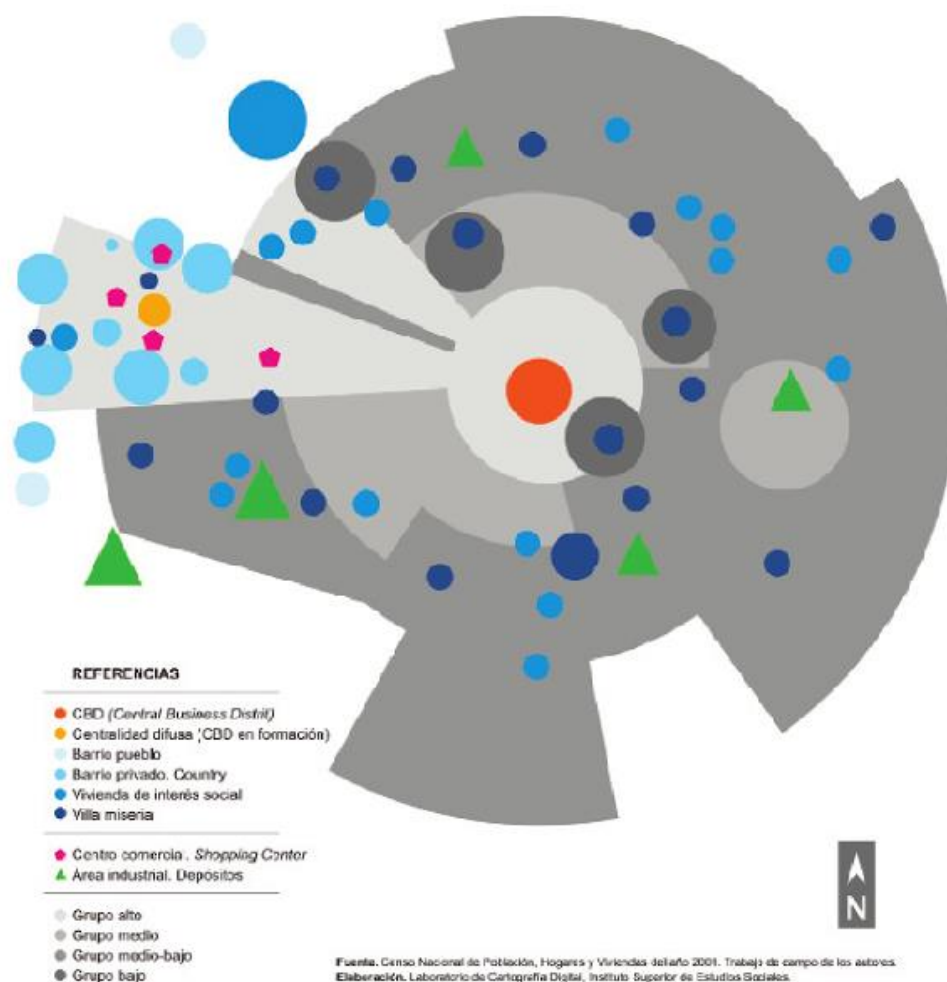 REFERENCIAS
CBD (Central Business Distrit)
Centralidad difusa (CBD en formación)
Barrio pueblo
Barrio privado. Country
Vivienda de interés social
Villa miseria
Centro comercial. Shopping Center
Área industrial. Depósitos
Grupo alto
Grupo medio
Grupo medio-bajo
Grupo bajo
N
Fuente. Censo Nacional de Población, Hogares y Viviendas del año 2001. Trabajo de campo de los autores.
Elaboración. Laboratorio de Cartografía Digital, Instituto Superior de Estudios Sociales.